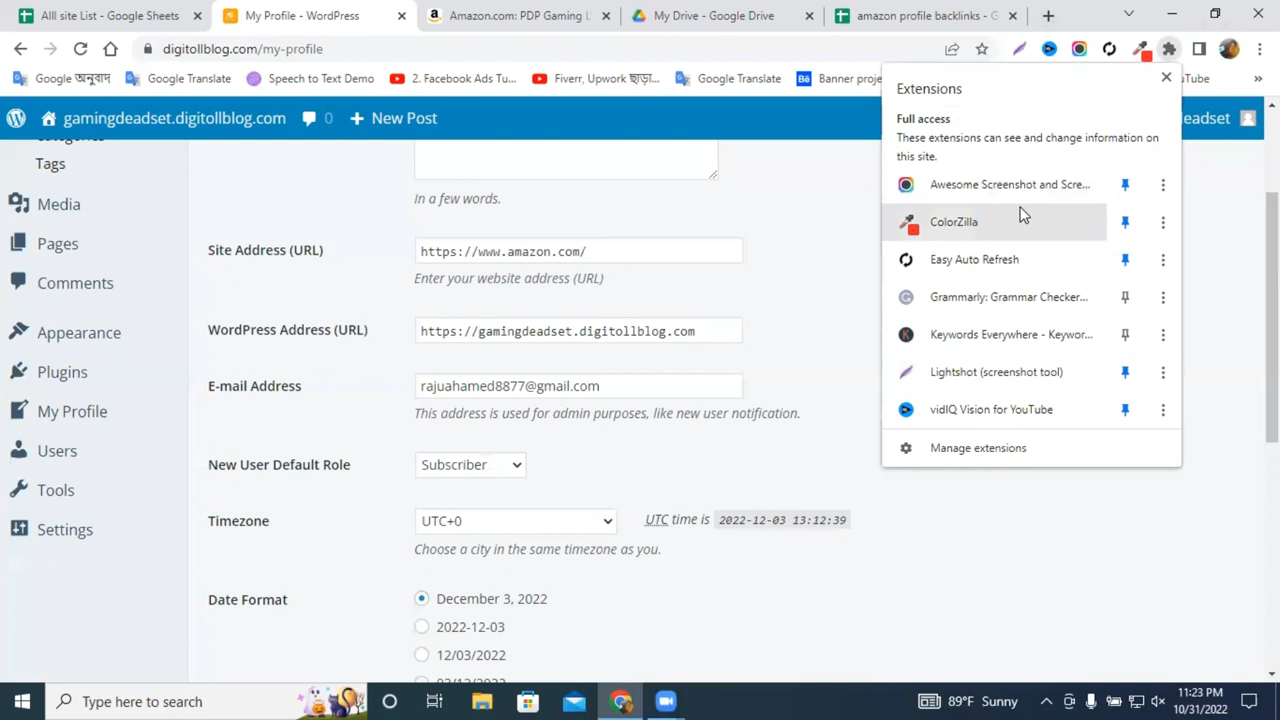 Alll site List - Google Sheets
My Profile - WordPress
Amazon.com: PDP Gaming L
My Drive - Google Drive
amazon profile backlinks - G
digitollblog.com/my-profile
Google অনুবাদ
Google Translate
Speech to Text Demo
2. Facebook Ads Tu...
Fiverr, Upwork ছাড়া...
Google Translate
Bē
Banner proje
uTube
gamingdeadset.digitollblog.com
0
New Post
eadset
Tags
Media
Pages
Comments
Appearance
Plugins
My Profile
Users
Tools
Settings
In a few words.
Site Address (URL)
https://www.amazon.com/
Enter your website address (URL)
WordPress Address (URL)
https://gamingdeadset.digitollblog.com
E-mail Address
rajuahamed8877@gmail.com
This address is used for admin purposes, like new user notification.
New User Default Role
Subscriber
Timezone
UTC+0
UTC time is 2022-12-03 13:12:39
Choose a city in the same timezone as you.
Date Format
December 3, 2022
2022-12-03
12/03/2022
Extensions
Full access
These extensions can see and change information on
this site.
Awesome Screenshot and Scre...
ColorZilla
Easy Auto Refresh
Grammarly: Grammar Checker...
Keywords Everywhere - Keywor...
Lightshot (screenshot tool)
vidIQ Vision for YouTube
Manage extensions
Type here to search
89°F Sunny
11:23 PM
10/31/2022